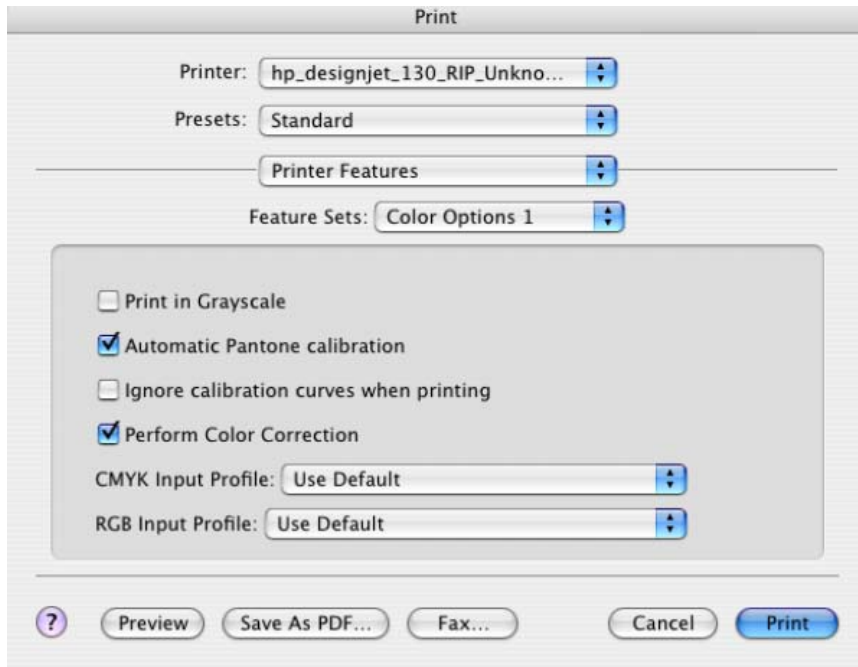 Print
Printer: hp_designjet_130_RIP_Unkno...
Presets: Standard
Printer Features
Feature Sets: Color Options 1
Print in Grayscale
Automatic Pantone calibration
Ignore calibration curves when printing
Perform Color Correction
CMYK Input Profile: Use Default
RGB Input Profile: Use Default
? Preview Save As PDF... Fax... Cancel Print